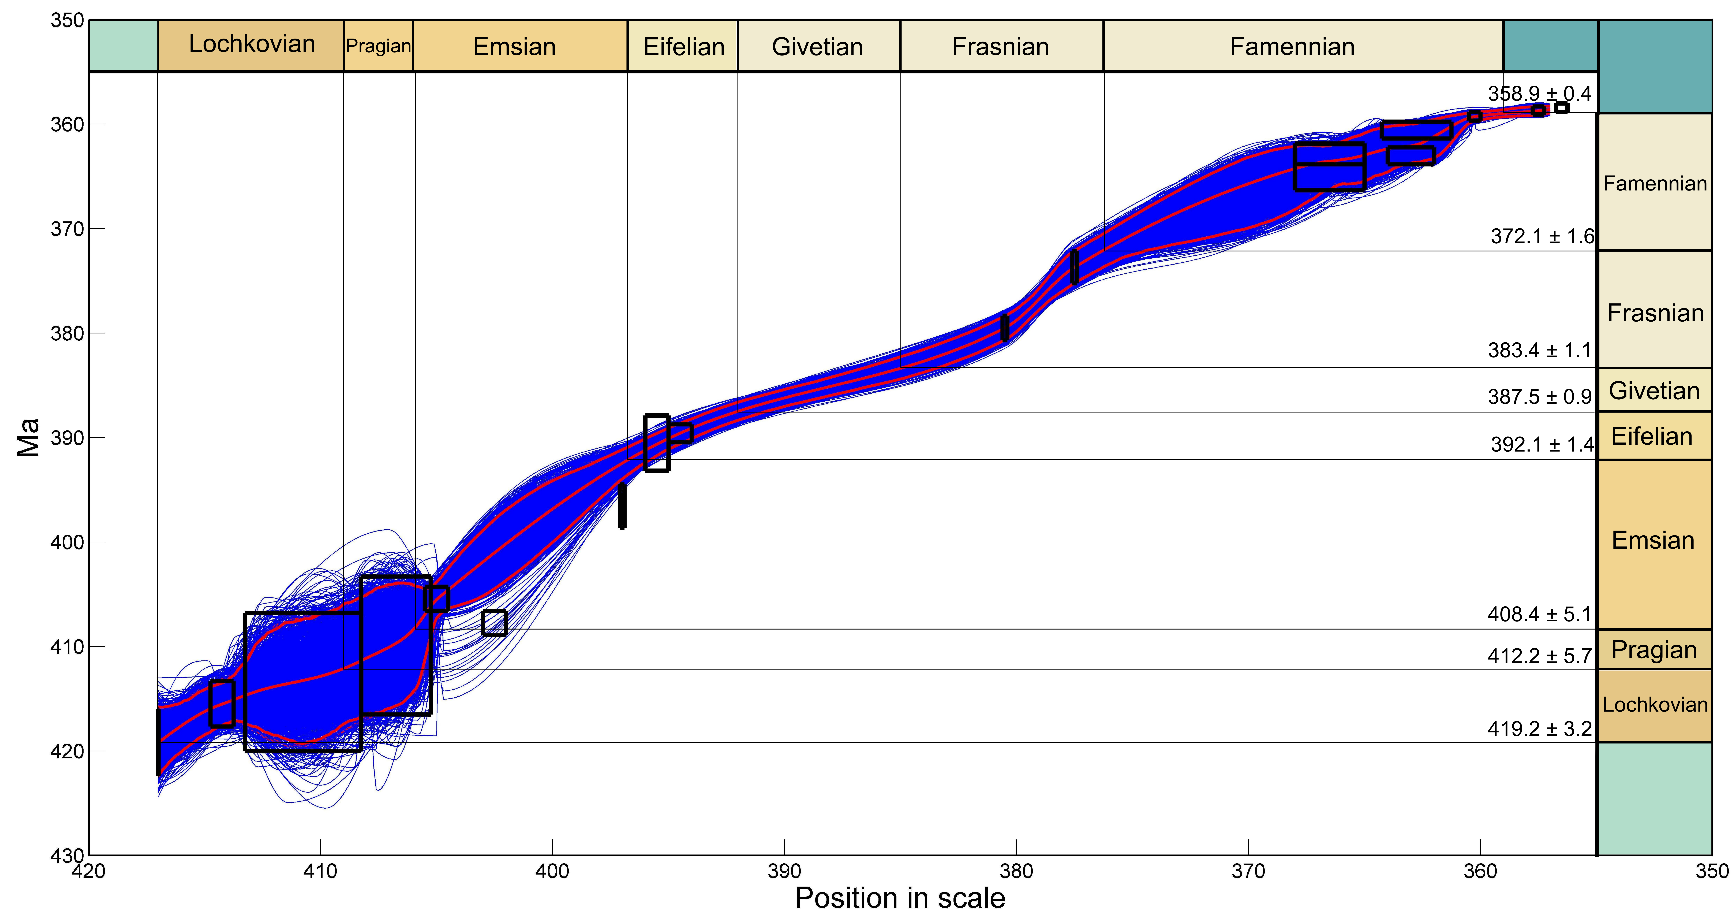 350
Lochkovian Pragian Emsian Eifelian Givetian Frasnian Famennian
358.9 ± 0.4
360
Famennian
370
372.1 ± 1.6
Frasnian
380
383.4 ± 1.1
Givetian
387.5 ± 0.9
Ma
390
Eifelian
392.1 ± 1.4
400
Emsian
408.4 ± 5.1
410
Pragian
412.2 ± 5.7
Lochkovian
419.2 ± 3.2
420
430
420 410 400 390 380 370 360 350
Position in scale